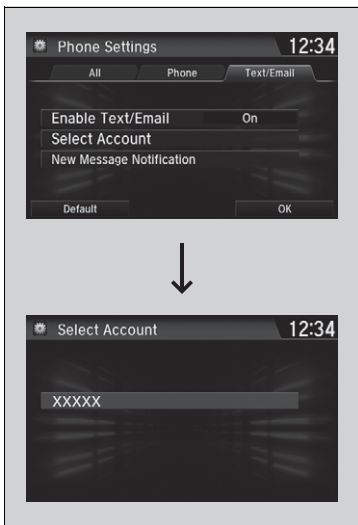 Phone Settings 12:34
All Phone Text/Email
Enable Text/Email On
Select Account
New Message Notification
Default OK
Select Account 12:34
XXXXX